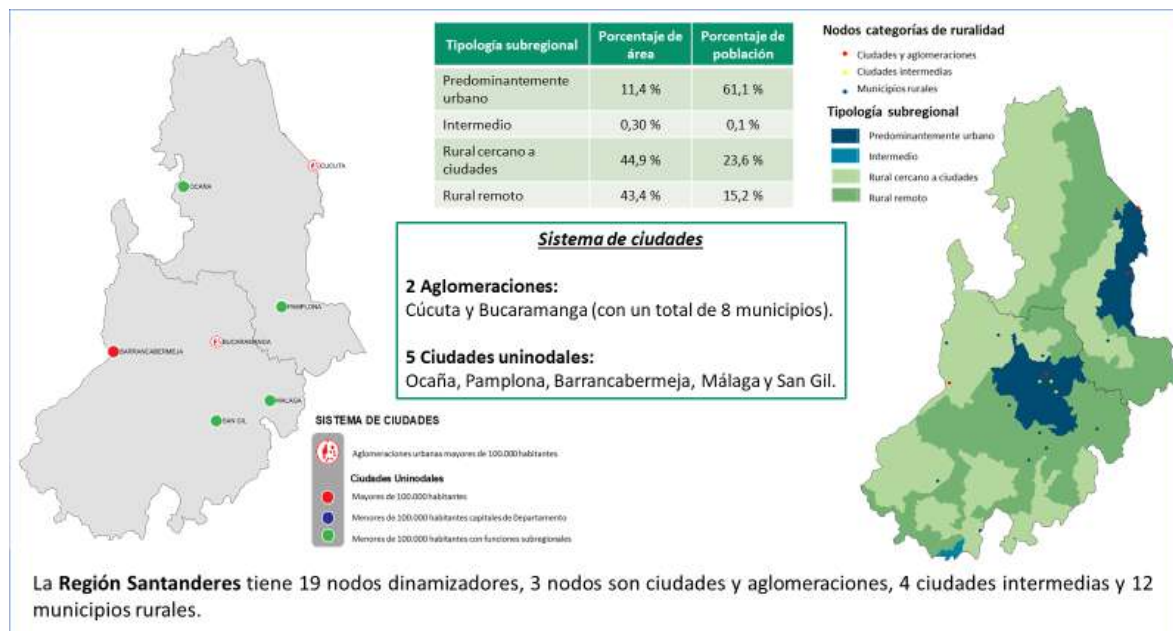 CUCUTA
OCAÑA
PAMPLONA
BUCARAMANGA
BARRANCABERMEJA
MALAGA
SAN GIL
SISTEMA DE CIUDADES
Aglomeraciones urbanas mayores de 100.000 habitantes
Ciudades Uninodales
Mayores de 100.000 habitantes
Menores de 100.000 habitantes capitales de Departamento
Menores de 100.000 habitantes con funciones subregionales
Tipología subregional Porcentaje de área Porcentaje de población
Predominantemente urbano 11,4 % 61,1 %
Intermedio 0,30 % 0,1 %
Rural cercano a ciudades 44,9 % 23,6 %
Rural remoto 43,4 % 15,2 %
Sistema de ciudades
2 Aglomeraciones:
Cúcuta y Bucaramanga (con un total de 8 municipios).
5 Ciudades uninodales:
Ocaña, Pamplona, Barrancabermeja, Málaga y San Gil.
Nodos categorías de ruralidad
Ciudades y aglomeraciones
Ciudades intermedias
Municipios rurales
Tipología subregional
Predominantemente urbano
Intermedio
Rural cercano a ciudades
Rural remoto
La Región Santanderes tiene 19 nodos dinamizadores, 3 nodos son ciudades y aglomeraciones, 4 ciudades intermedias y 12
municipios rurales.